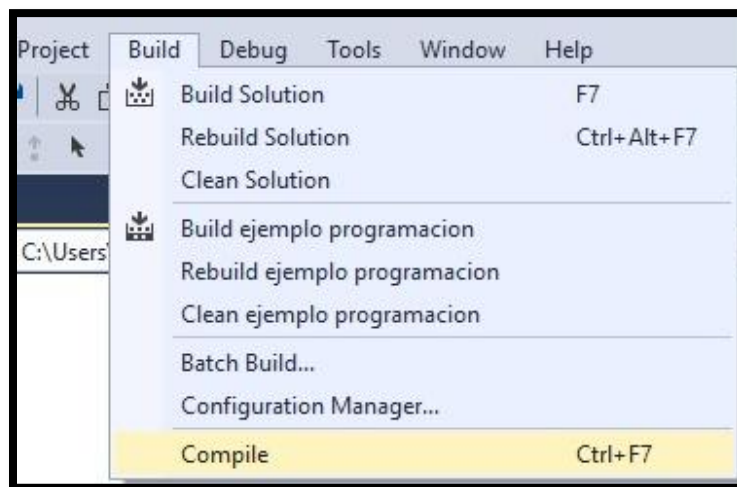 Project Build Debug Tools Window Help
Build Solution F7
Rebuild Solution Ctrl+Alt+F7
Clean Solution
Build ejemplo programacion
C:\Users\
Rebuild ejemplo programacion
Clean ejemplo programacion
Batch Build...
Configuration Manager...
Compile Ctrl+F7